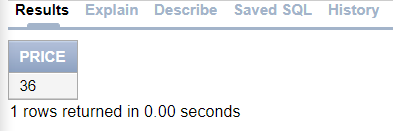 Results Explain Describe Saved SQL History
PRICE
36
1 rows returned in 0.00 seconds